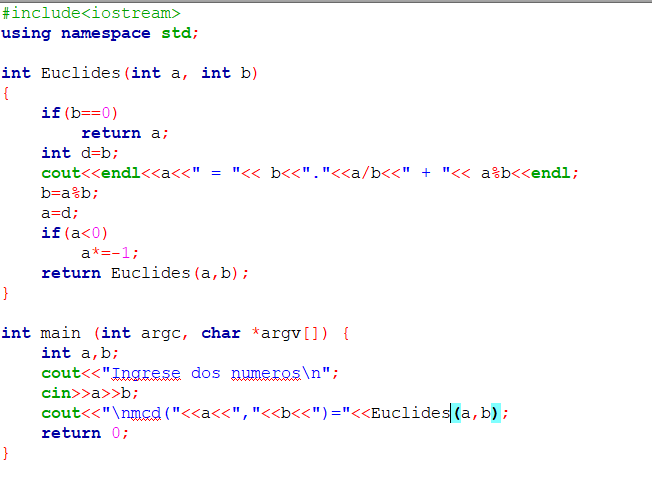 #include<iostream>
using namespace std;
int Euclides(int a, int b)
{
if(b==0)
return a;
int d=b;
cout<<endl<<a<<" = "<< b<<"."<<a/b<<" + "<< a%b<<endl;
b=a%b;
a=d;
if(a<0)
a*=-1;
return Euclides(a,b);
}
int main (int argc, char *argv[]) {
int a,b;
cout<<"Ingrese dos numeros\n";
cin>>a>>b;
cout<<"\nmcd("<<a<<","<<b<<")="<<Euclides(a,b);
return 0;
}